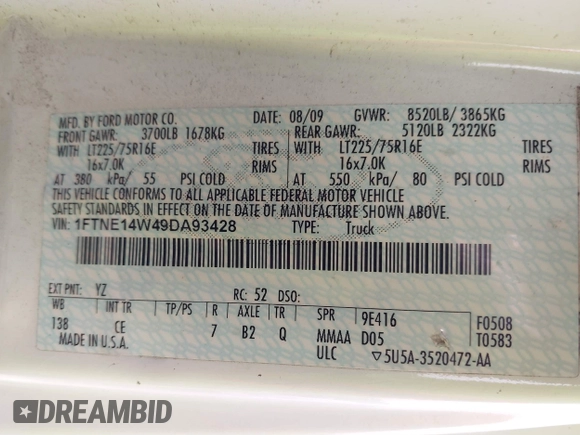 MFD. BY FORD MOTOR CO. DATE: 08/09 GVWR: 8520LB/ 3865KG
FRONT GAWR: 3700LB 1678KG REAR GAWR: 5120LB 2322KG
WITH LT225/75R16E TIRES WITH LT225/75R16E TIRES
16x7.0K RIMS 16x7.0K RIMS
AT 380 kPa/ 55 PSI COLD AT 550 kPa/ 80 PSI COLD
THIS VEHICLE CONFORMS TO ALL APPLICABLE FEDERAL MOTOR VEHICLE
SAFETY STANDARDS IN EFFECT ON THE DATE OF MANUFACTURE SHOWN ABOVE.
VIN: 1FTNE14W49DA93428 TYPE: Truck
EXT PNT: YZ RC: 52 DSO:
WB INT TR TP/PS R AXLE TR SPR 9E416 F0508
138 CE 7 B2 Q MMAA D05 T0583
MADE IN U.S.A. ULC ▽5U5A-3520472-AA
DREAMBID